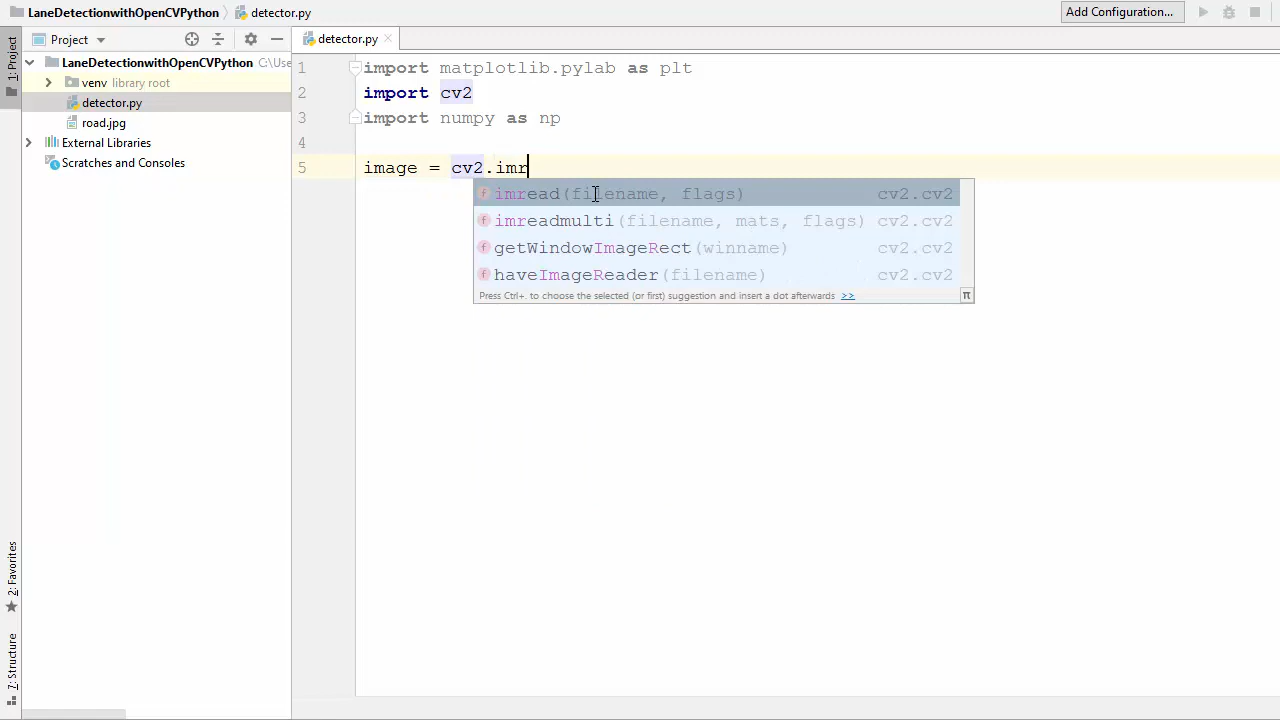 LaneDetectionwithOpenCVPython
detector.py
Add Configuration...
1: Project
Project
detector.py
LaneDetectionwithOpenCVPython C:\Use
venv library root
detector.py
road.jpg
External Libraries
Scratches and Consoles
2: Favorites
7: Structure
1 import matplotlib.pylab as plt
2 import cv2
3 import numpy as np
4
5 image = cv2.imr
imread(filename, flags) cv2.cv2
imreadmulti(filename, mats, flags) cv2.cv2
getWindowImageRect(winname) cv2.cv2
haveImageReader(filename) cv2.cv2
Press Ctrl+. to choose the selected (or first) suggestion and insert a dot afterwards >> π